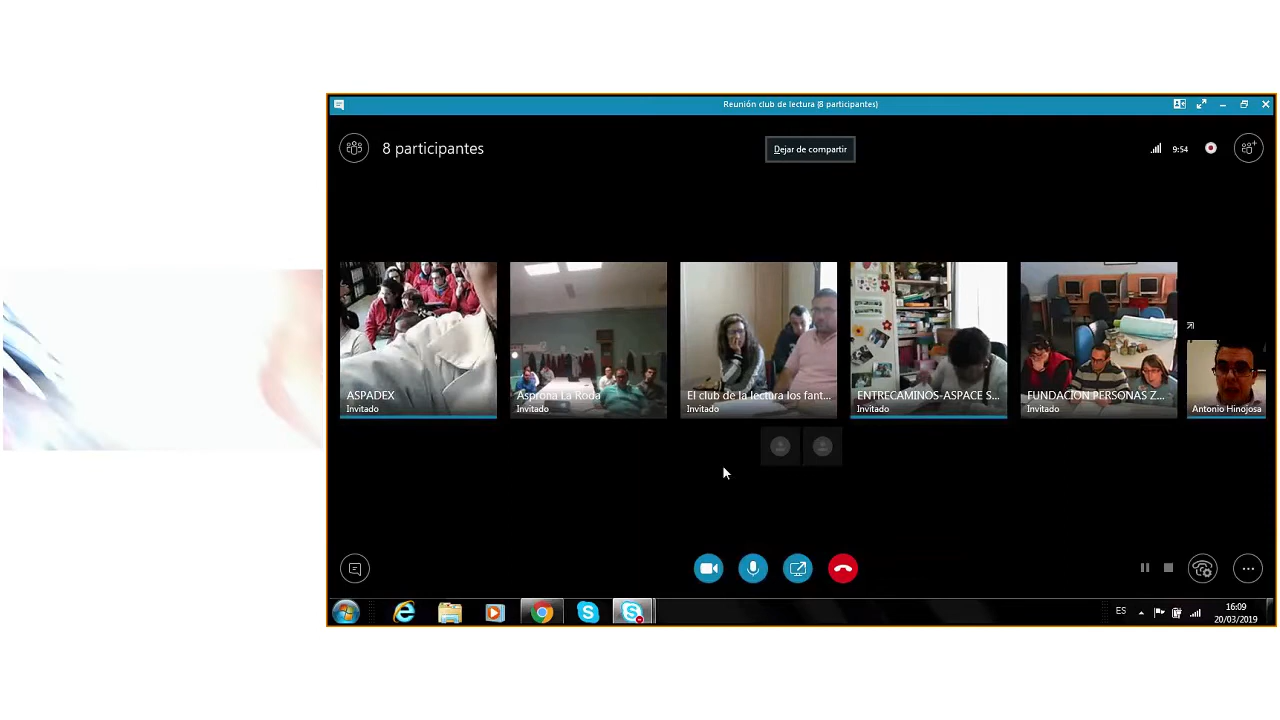 Reunión club de lectura (8 participantes)
8 participantes
Dejar de compartir
9:54
ASPADEX
Invitado
Asprona La Roda
Invitado
El club de la lectura los fant...
Invitado
ENTRECAMINOS-ASPACE S...
Invitado
FUNDACION PERSONAS Z...
Invitado
Antonio Hinojosa
ES
16:09
20/03/2019